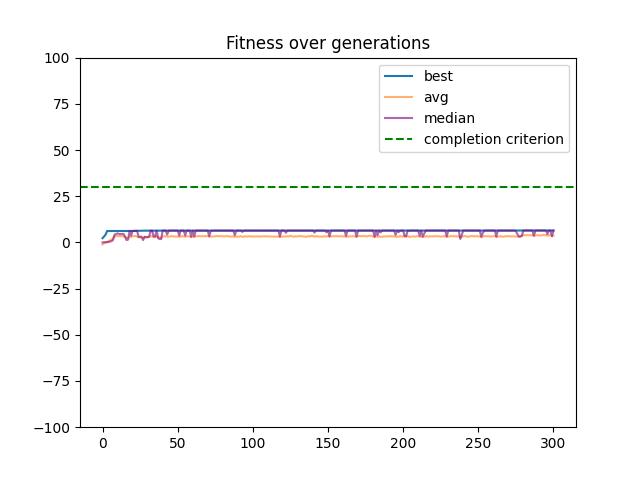 Fitness over generations
100
75
50
25
0
−25
−50
−75
−100
best
avg
median
completion criterion
0 50 100 150 200 250 300